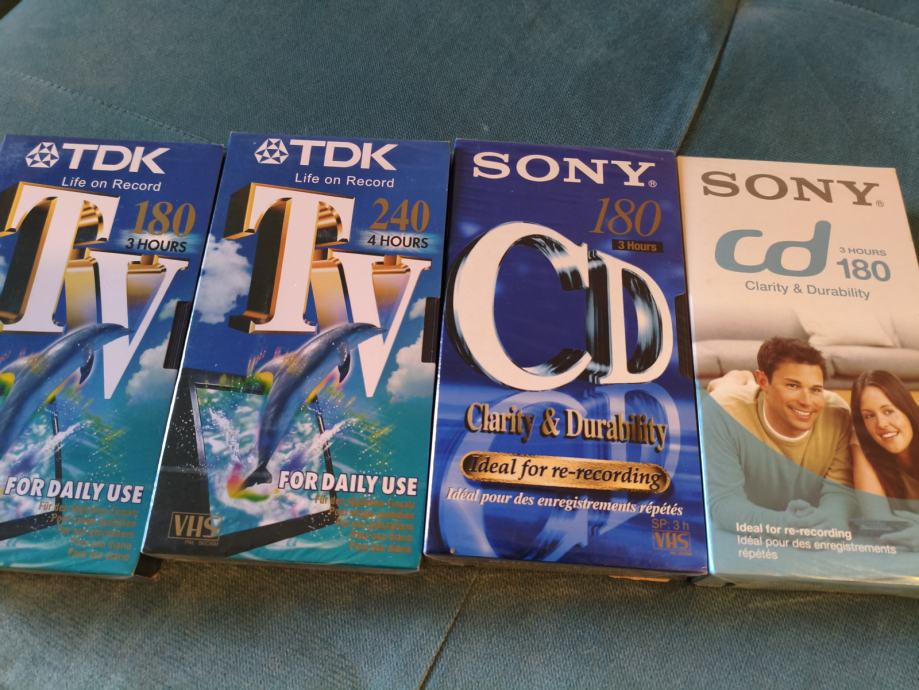 TDK
Life on Record
TV
180
3 HOURS
FOR DAILY USE
TDK
Life on Record
TV
240
4 HOURS
FOR DAILY USE
VHS
SONY®
180
3 Hours
CD
Clarity & Durability
Ideal for re-recording
Idéal pour des enregistrements répétés
SP: 3 h
VHS
SONY®
cd
3 HOURS
180
Clarity & Durability
Ideal for re-recording
Idéal pour des enregistrements
répétés